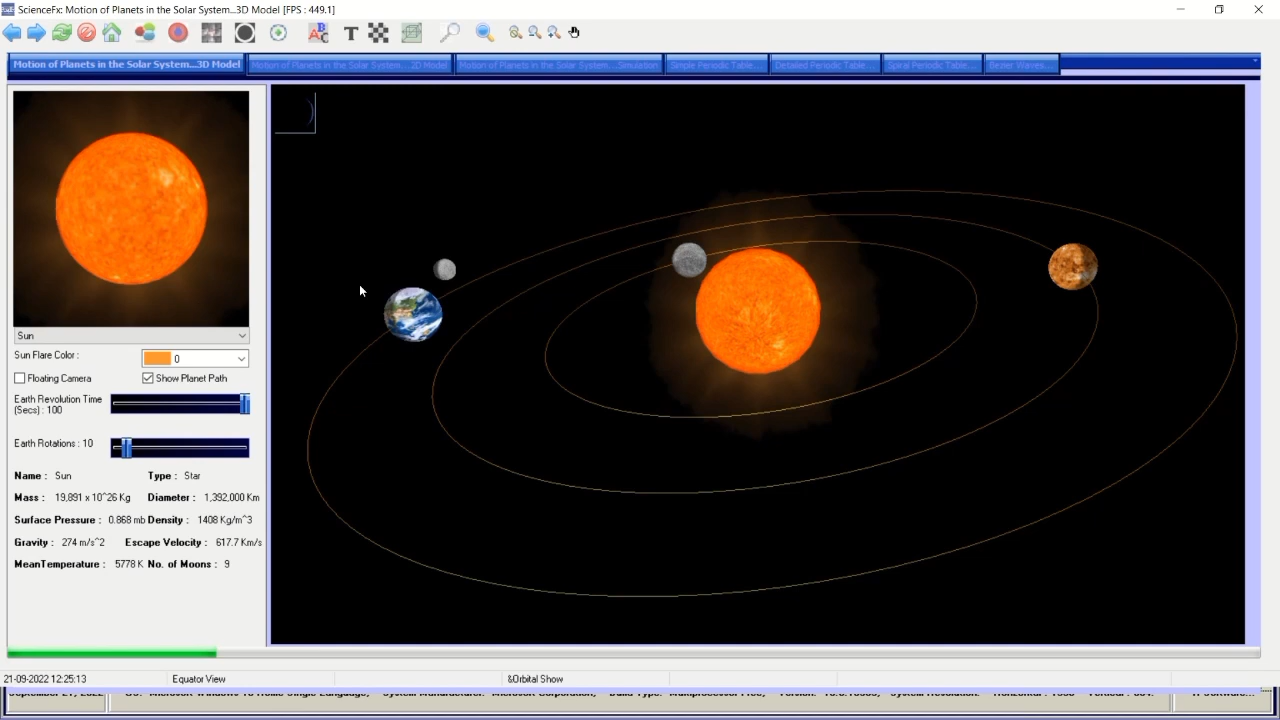 ScienceFx: Motion of Planets in the Solar System...3D Model [FPS : 449.1]
Motion of Planets in the Solar System...3D Model
Motion of Planets in the Solar System... 2D Model
Motion of Planets in the Solar System... Simulation
Simple Periodic Table...
Detailed Periodic Table...
Spiral Periodic Table...
Bezier Waves...
Sun
Sun Flare Color :
0
Floating Camera
Show Planet Path
Earth Revolution Time
(Secs) : 100
Earth Rotations : 10
Name : Sun Type : Star
Mass : 19,891 x 10^26 Kg Diameter : 1,392,000 Km
Surface Pressure : 0.868 mb Density : 1408 Kg/m^3
Gravity : 274 m/s^2 Escape Velocity : 617.7 Km/s
MeanTemperature : 5778 K No. of Moons : 9
21-09-2022 12:25:13
Equator View
&Orbital Show